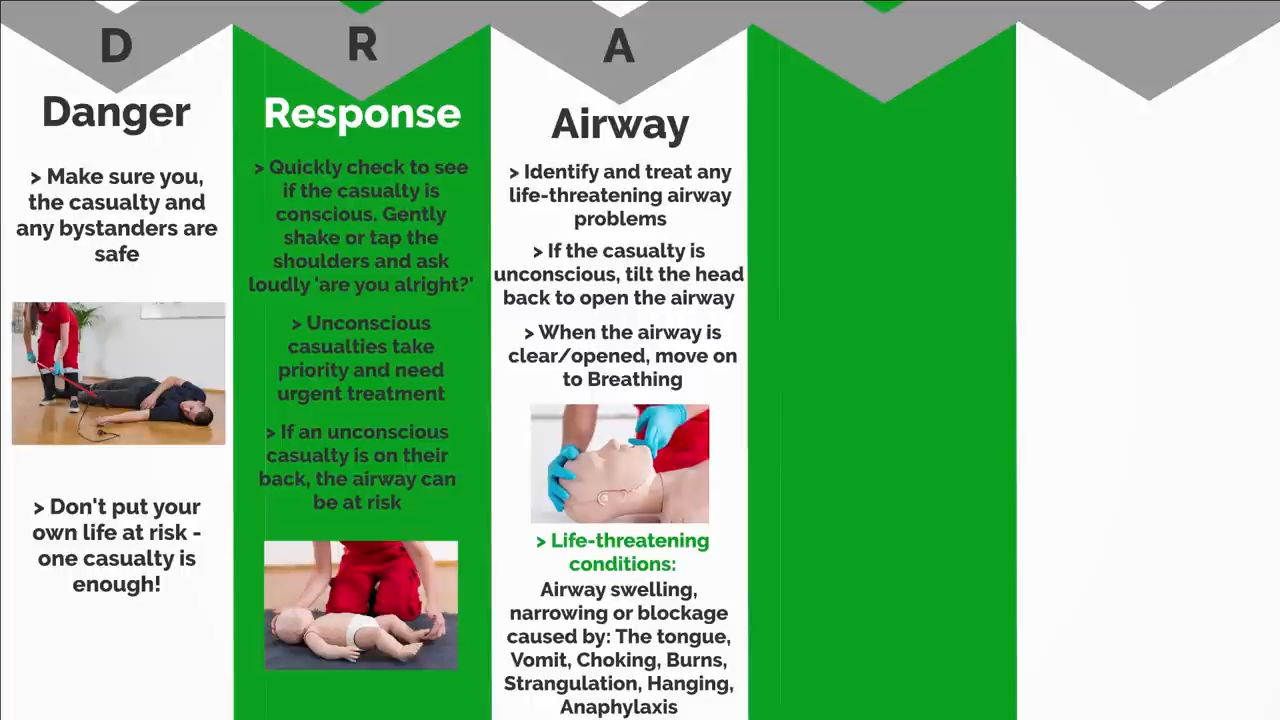 D
Danger
> Make sure you,
the casualty and
any bystanders are
safe
> Don't put your
own life at risk -
one casualty is
enough!
R
Response
> Quickly check to see
if the casualty is
conscious. Gently
shake or tap the
shoulders and ask
loudly 'are you alright?'
> Unconscious
casualties take
priority and need
urgent treatment
> If an unconscious
casualty is on their
back, the airway can
be at risk
A
Airway
> Identify and treat any
life-threatening airway
problems
> If the casualty is
unconscious, tilt the head
back to open the airway
> When the airway is
clear/opened, move on
to Breathing
> Life-threatening
conditions:
Airway swelling,
narrowing or blockage
caused by: The tongue,
Vomit, Choking, Burns,
Strangulation, Hanging,
Anaphylaxis